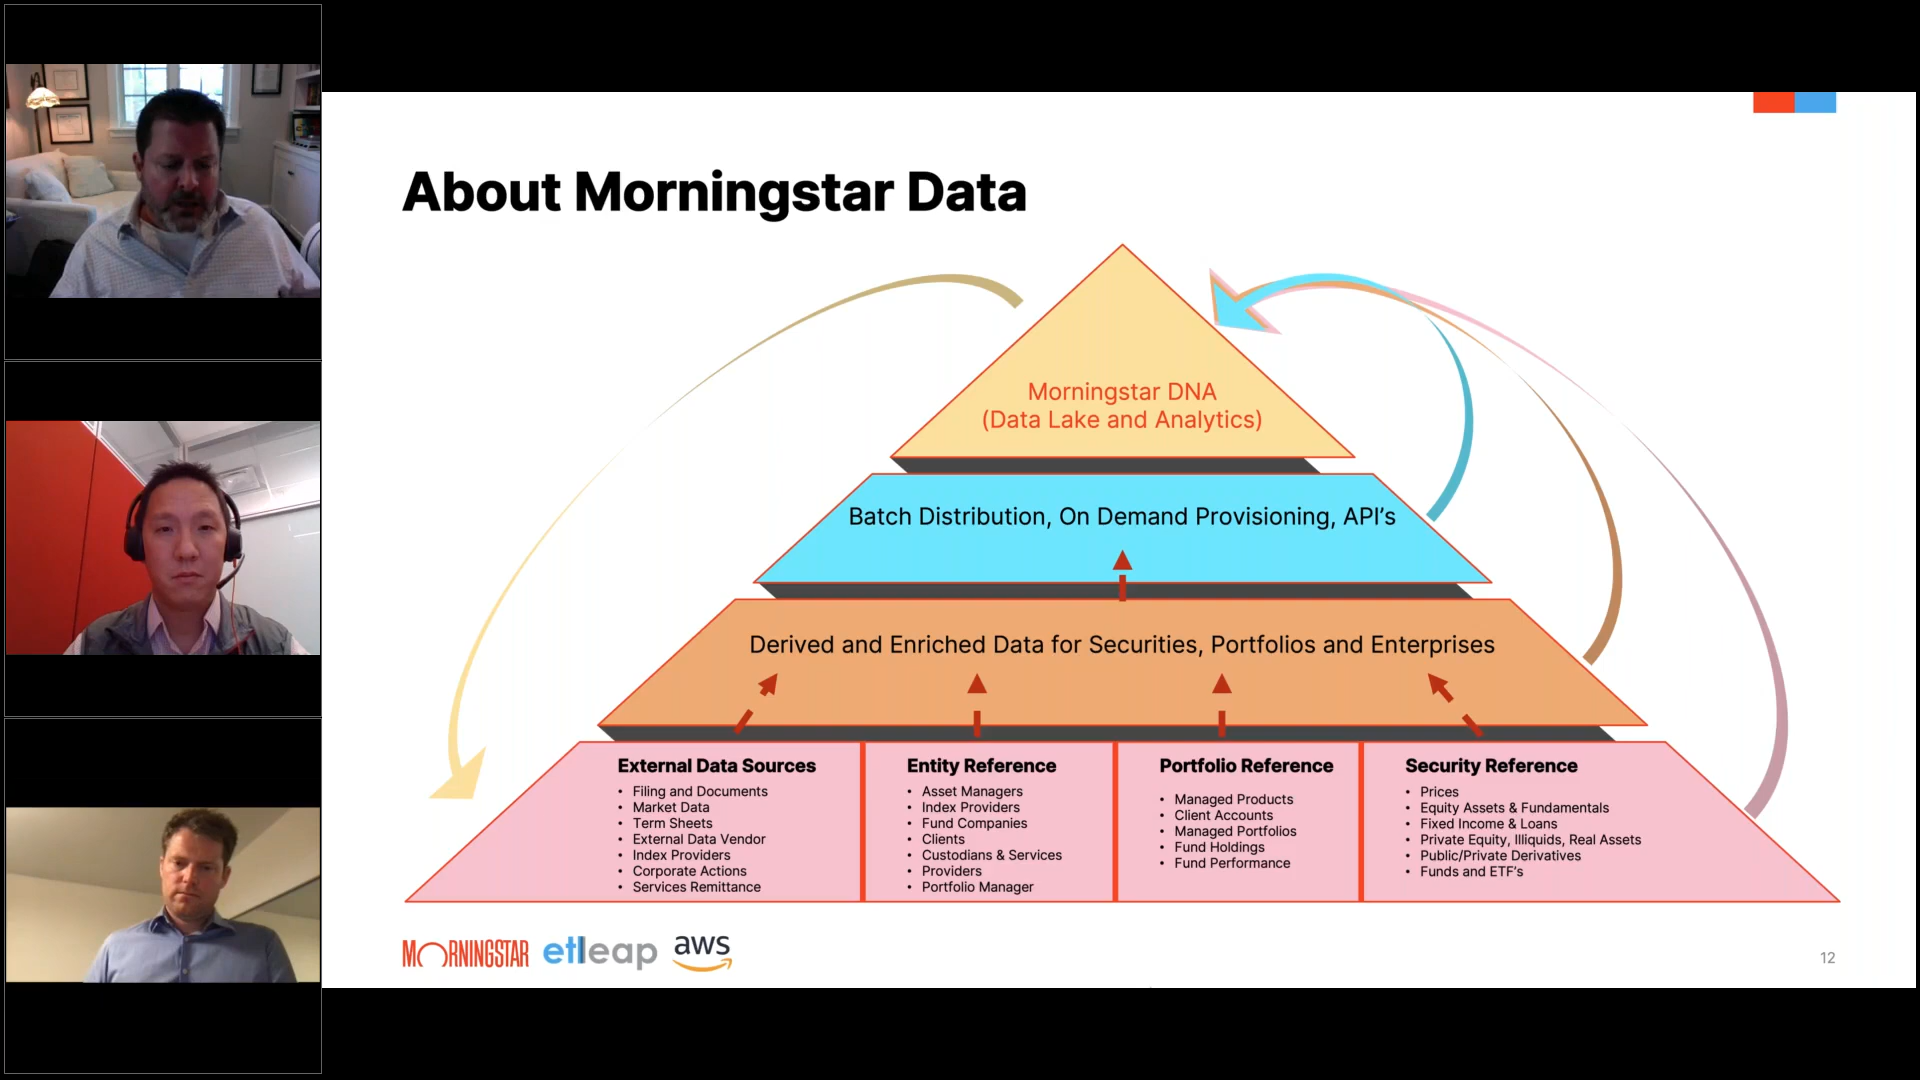 About Morningstar Data
Morningstar DNA
(Data Lake and Analytics)
Batch Distribution, On Demand Provisioning, API's
Derived and Enriched Data for Securities, Portfolios and Enterprises
External Data Sources
• Filing and Documents
• Market Data
• Term Sheets
• External Data Vendor
• Index Providers
• Corporate Actions
• Services Remittance
Entity Reference
• Asset Managers
• Index Providers
• Fund Companies
• Clients
• Custodians & Services
• Providers
• Portfolio Manager
Portfolio Reference
• Managed Products
• Client Accounts
• Managed Portfolios
• Fund Holdings
• Fund Performance
Security Reference
• Prices
• Equity Assets & Fundamentals
• Fixed Income & Loans
• Private Equity, Illiquids, Real Assets
• Public/Private Derivatives
• Funds and ETF's
MORNINGSTAR etleap aws
12